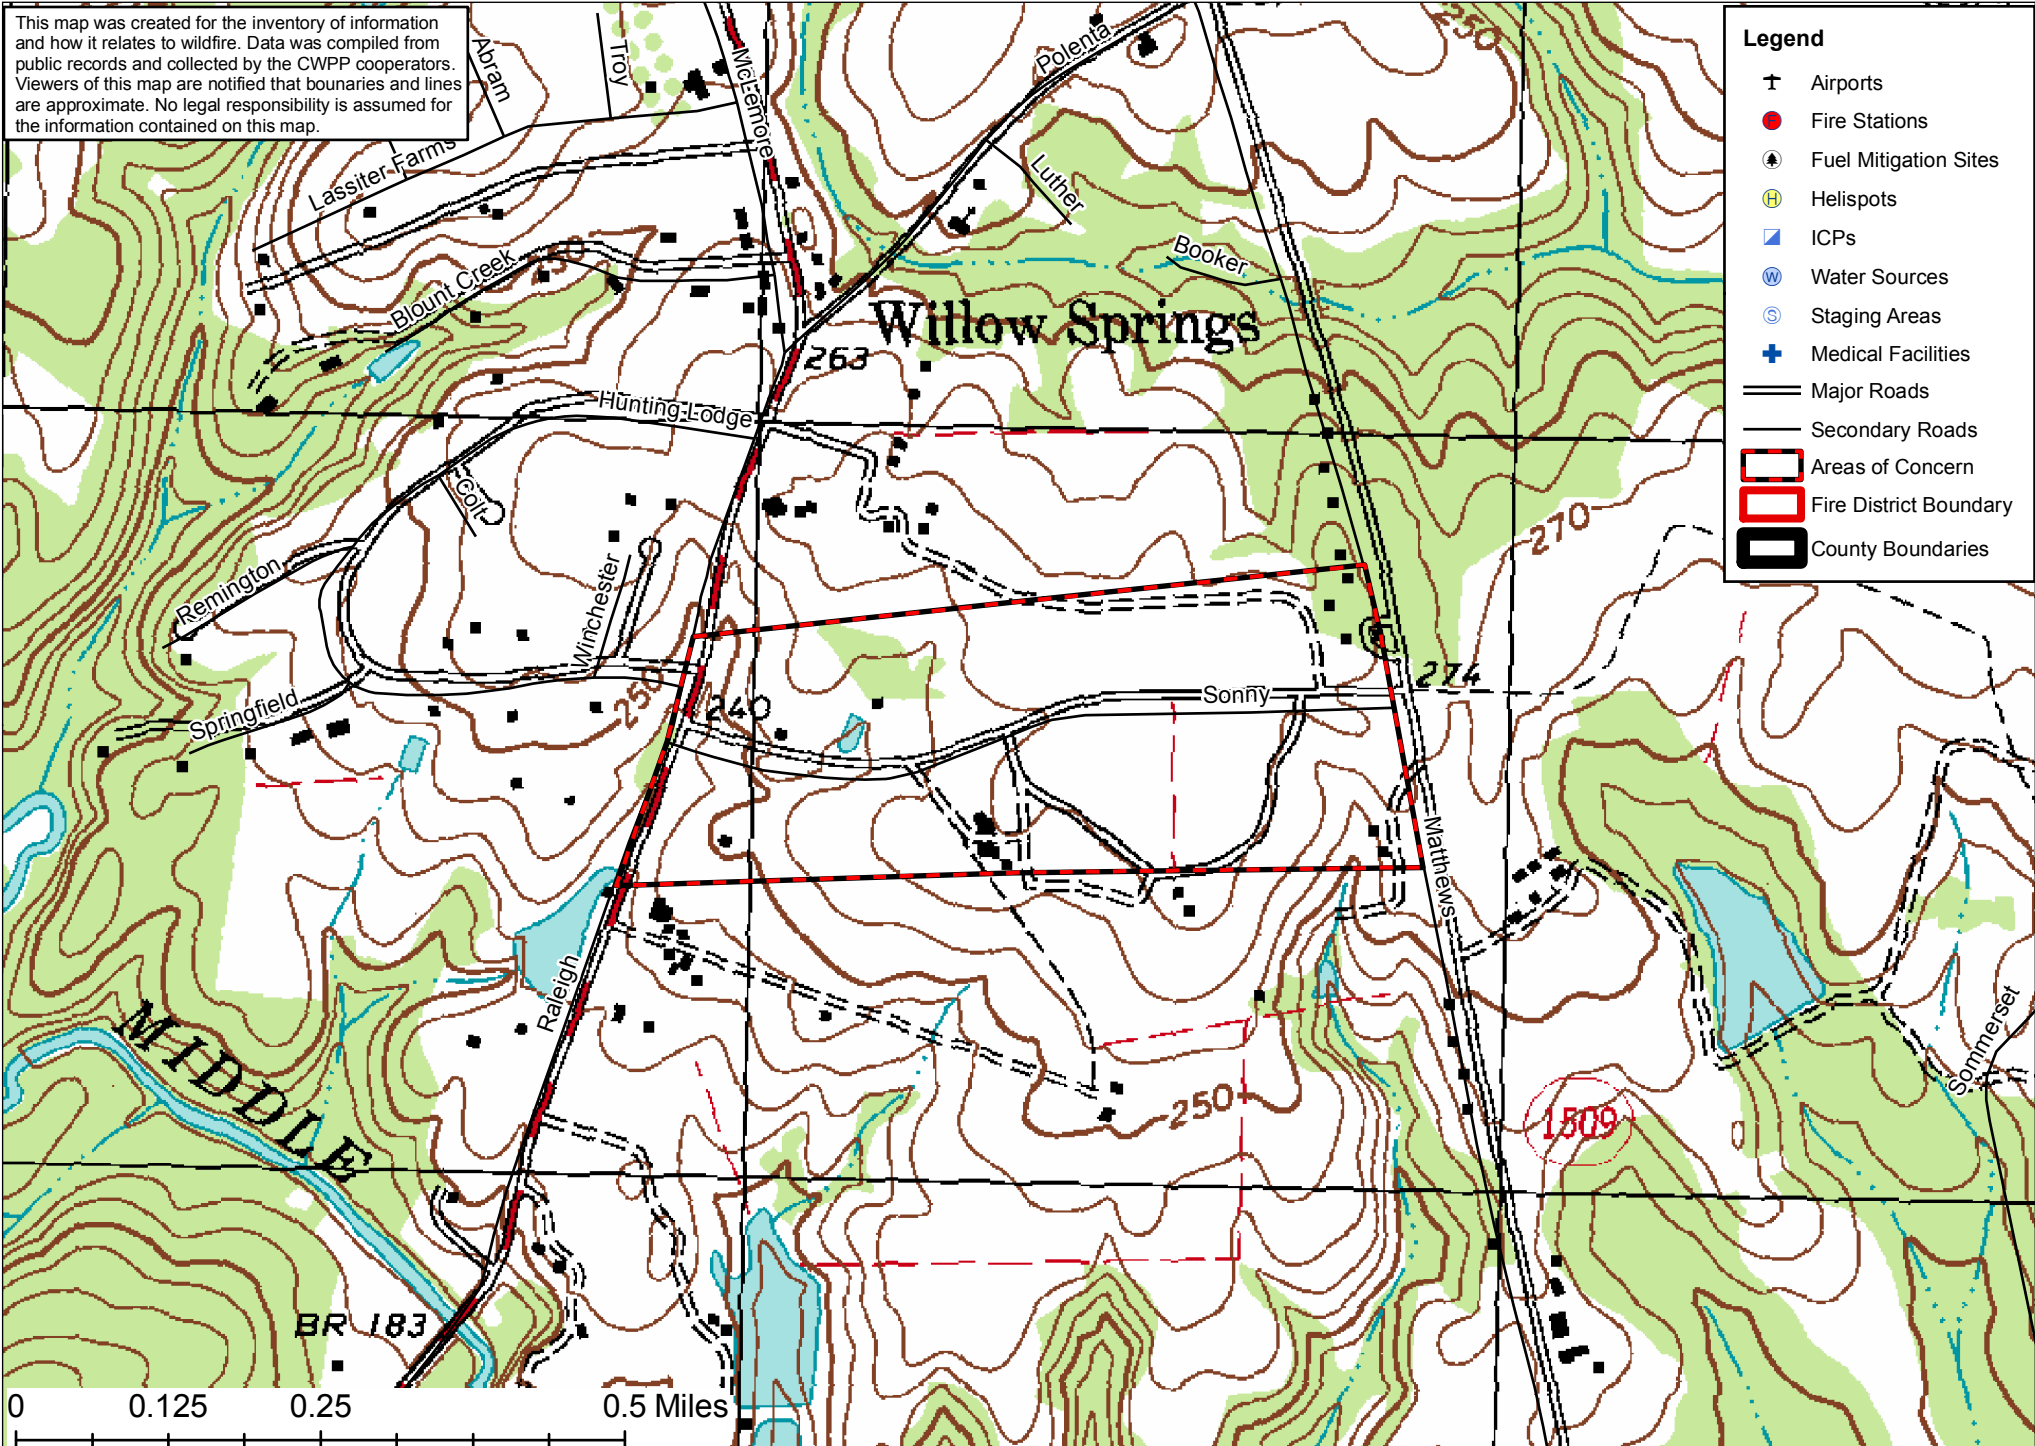 This map was created for the inventory of information
and how it relates to wildfire. Data was compiled from
public records and collected by the CWPP cooperators.
Viewers of this map are notified that bounaries and lines
are approximate. No legal responsibility is assumed for
the information contained on this map.
Legend
Airports
F Fire Stations
Fuel Mitigation Sites
H Helispots
ICPs
W Water Sources
S Staging Areas
Medical Facilities
Major Roads
Secondary Roads
Areas of Concern
Fire District Boundary
County Boundaries
Abram
Troy
McLemore
Polenta
250
Lassiter Farms
Luther
Booker
Blount Creek
Willow Springs
263
Hunting Lodge
Colt
270
Remington
Winchester
250
274
Springfield
240
Sonny
Matthews
Raleigh
MIDDLE
Sommerset
250
1509
BR 183
0 0.125 0.25 0.5 Miles